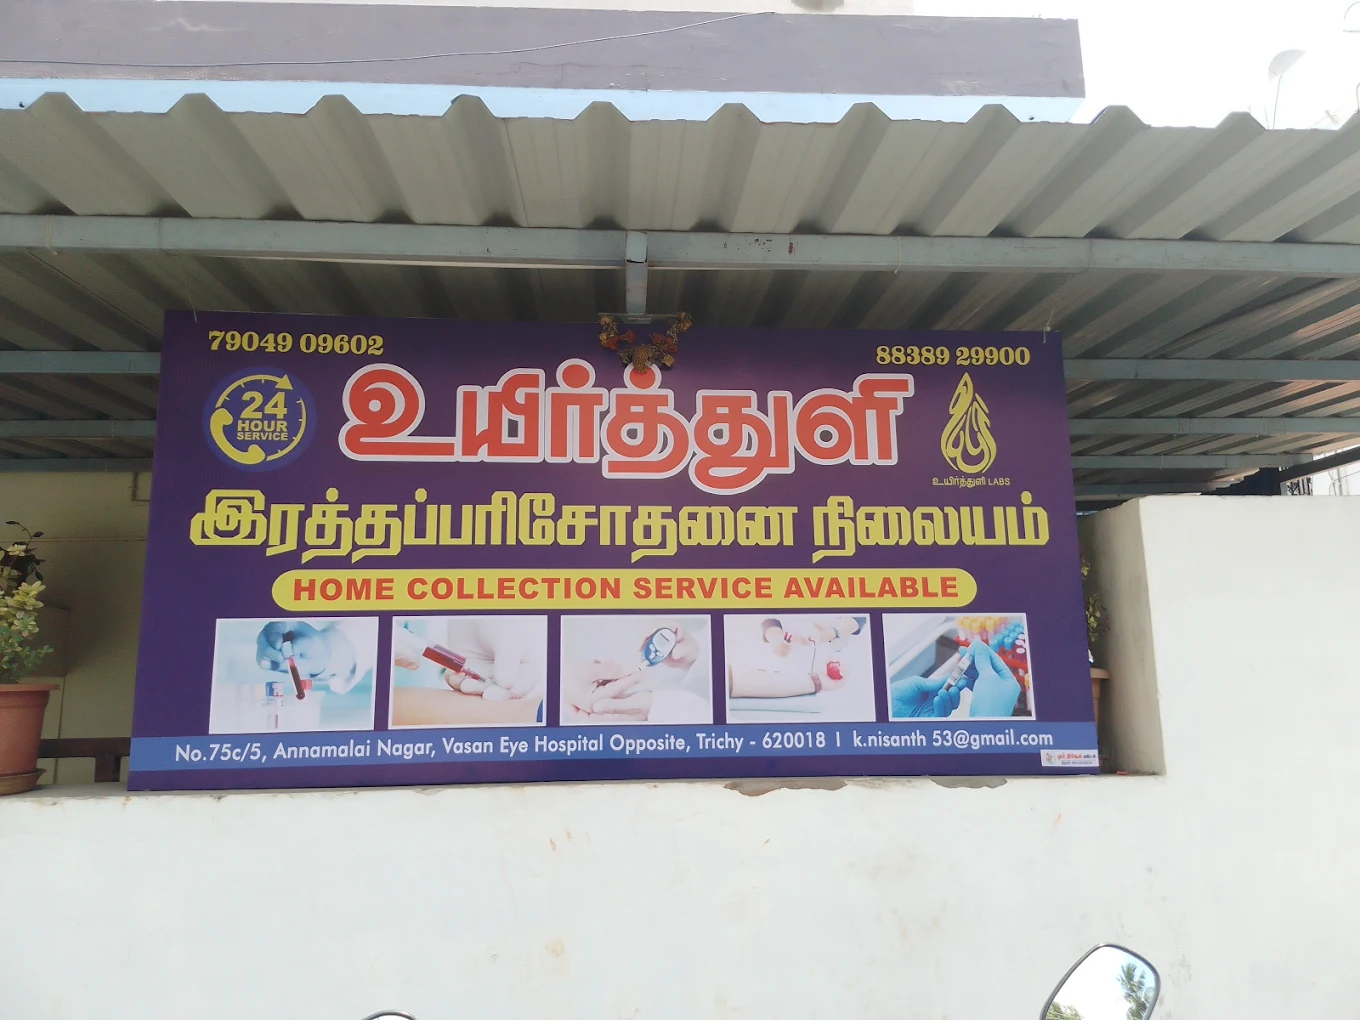 79049 09602
88389 29900
24
HOUR
SERVICE
உயிர்த்துளி
உயிர்த்துளி LABS
இரத்தப்பரிசோதனை நிலையம்
HOME COLLECTION SERVICE AVAILABLE
No.75c/5, Annamalai Nagar, Vasan Eye Hospital Opposite, Trichy - 620018 I k.nisanth 53@gmail.com